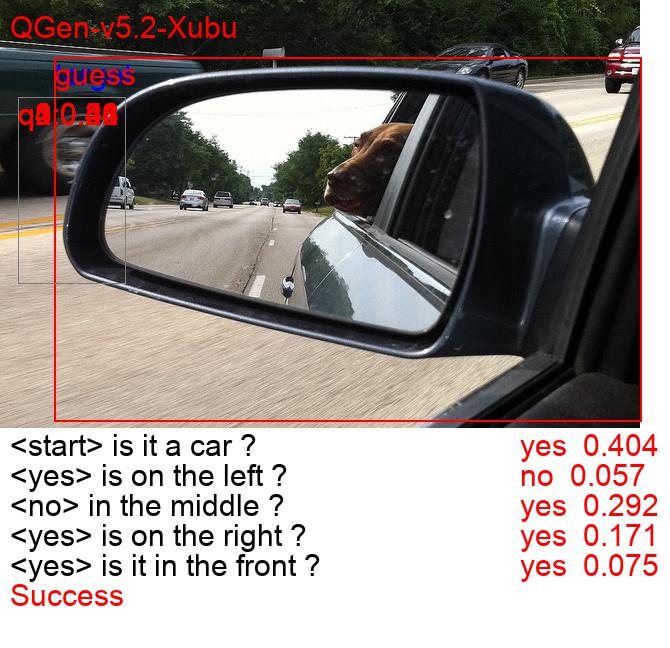 QGen-v5.2-Xubu
guess
<start> is it a car ? yes 0.404
<yes> is on the left ? no 0.057
<no> in the middle ? yes 0.292
<yes> is on the right ? yes 0.171
<yes> is it in the front ? yes 0.075
Success